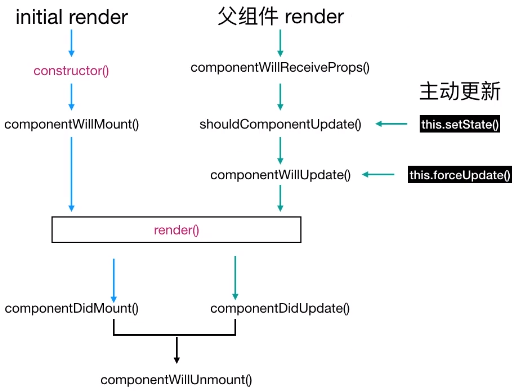 initial render
父组件 render
constructor()
componentWillReceiveProps()
主动更新
componentWillMount()
shouldComponentUpdate()
this.setState()
componentWillUpdate()
this.forceUpdate()
render()
componentDidMount()
componentDidUpdate()
componentWillUnmount()